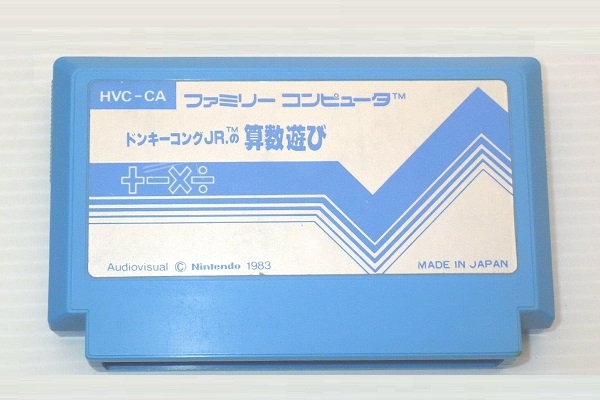 HVC-CA ファミリー コンピュータ™
ドンキーコングJR.™の 算数遊び
+-×÷
Audiovisual © Nintendo 1983 MADE IN JAPAN